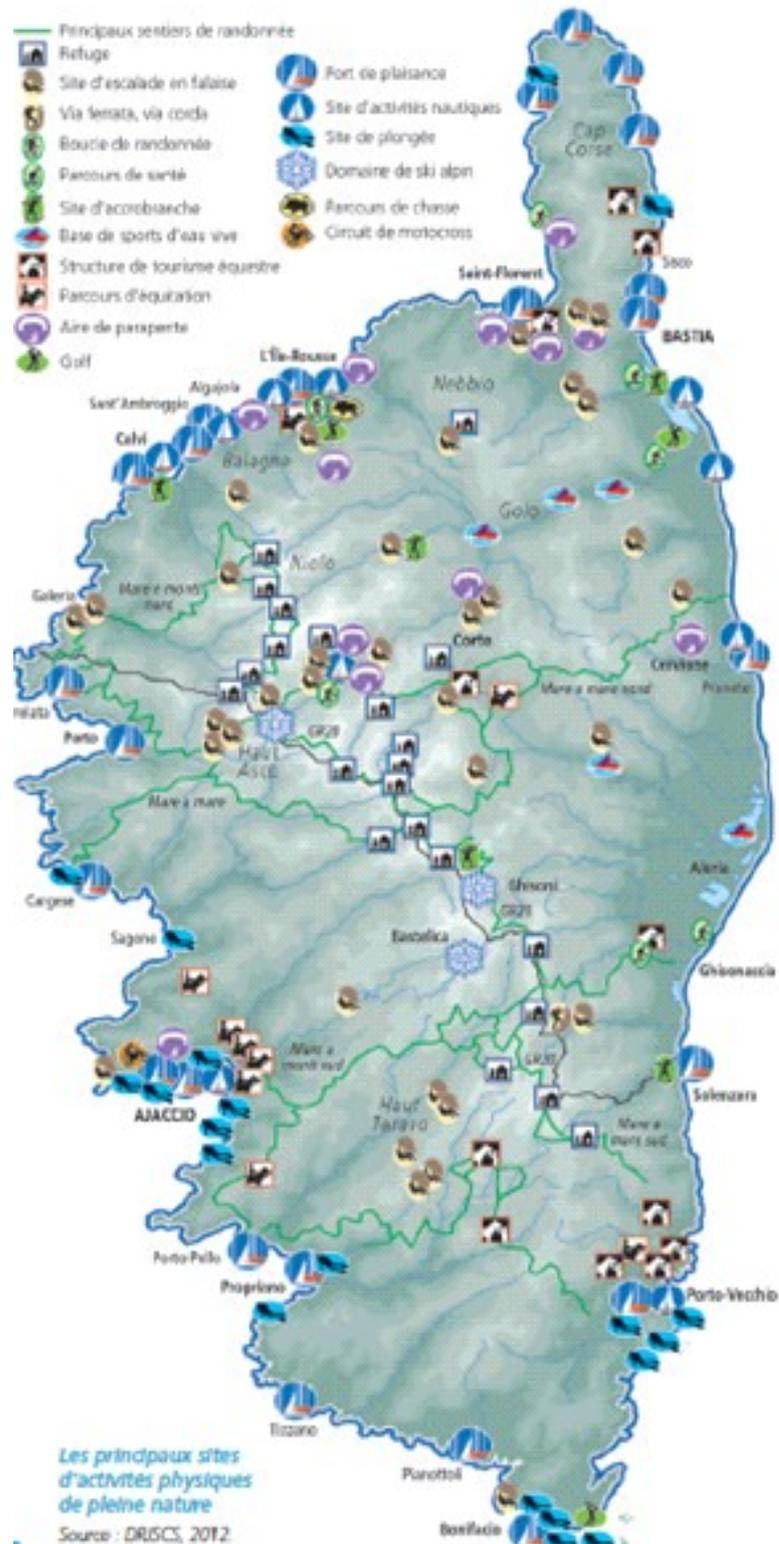 Principaux sentiers de randonnée
Refuge
Site d'escalade en falaise
Via ferrata, via corda
Boucle de randonnée
Parcours de santé
Site d'accrobranche
Base de sports d'eau vive
Structure de tourisme équestre
Parcours d'équitation
Aire de parapente
Golf
Port de plaisance
Site d'activités nautiques
Site de plongée
Domaine de ski alpin
Parcours de chasse
Circuit de motocross
Cap
Corse
Saint-Florent
Sisco
BASTIA
L'Île-Rousse
Algajola
Sant'Ambroggio
Calvi
Nebbio
Balagne
Golo
Niolo
Mare e monti
nord
Galeria
Corte
Cervione
Prunete
Mare a mare nord
Porto
GR20
Haut
Asco
Mare a mare
Aleria
Cargese
Ghisoni
GR20
Sagone
Bastelica
Ghisonaccia
Mare e
monti sud
GR20
AJACCIO
Haut
Taravo
Solenzara
Mare a
mare sud
Porto-Pollo
Propriano
Porto-Vecchio
Tizzano
Pianottoli
Bonifacio
Les principaux sites
d'activités physiques
de pleine nature
Source : DRJSCS, 2012.